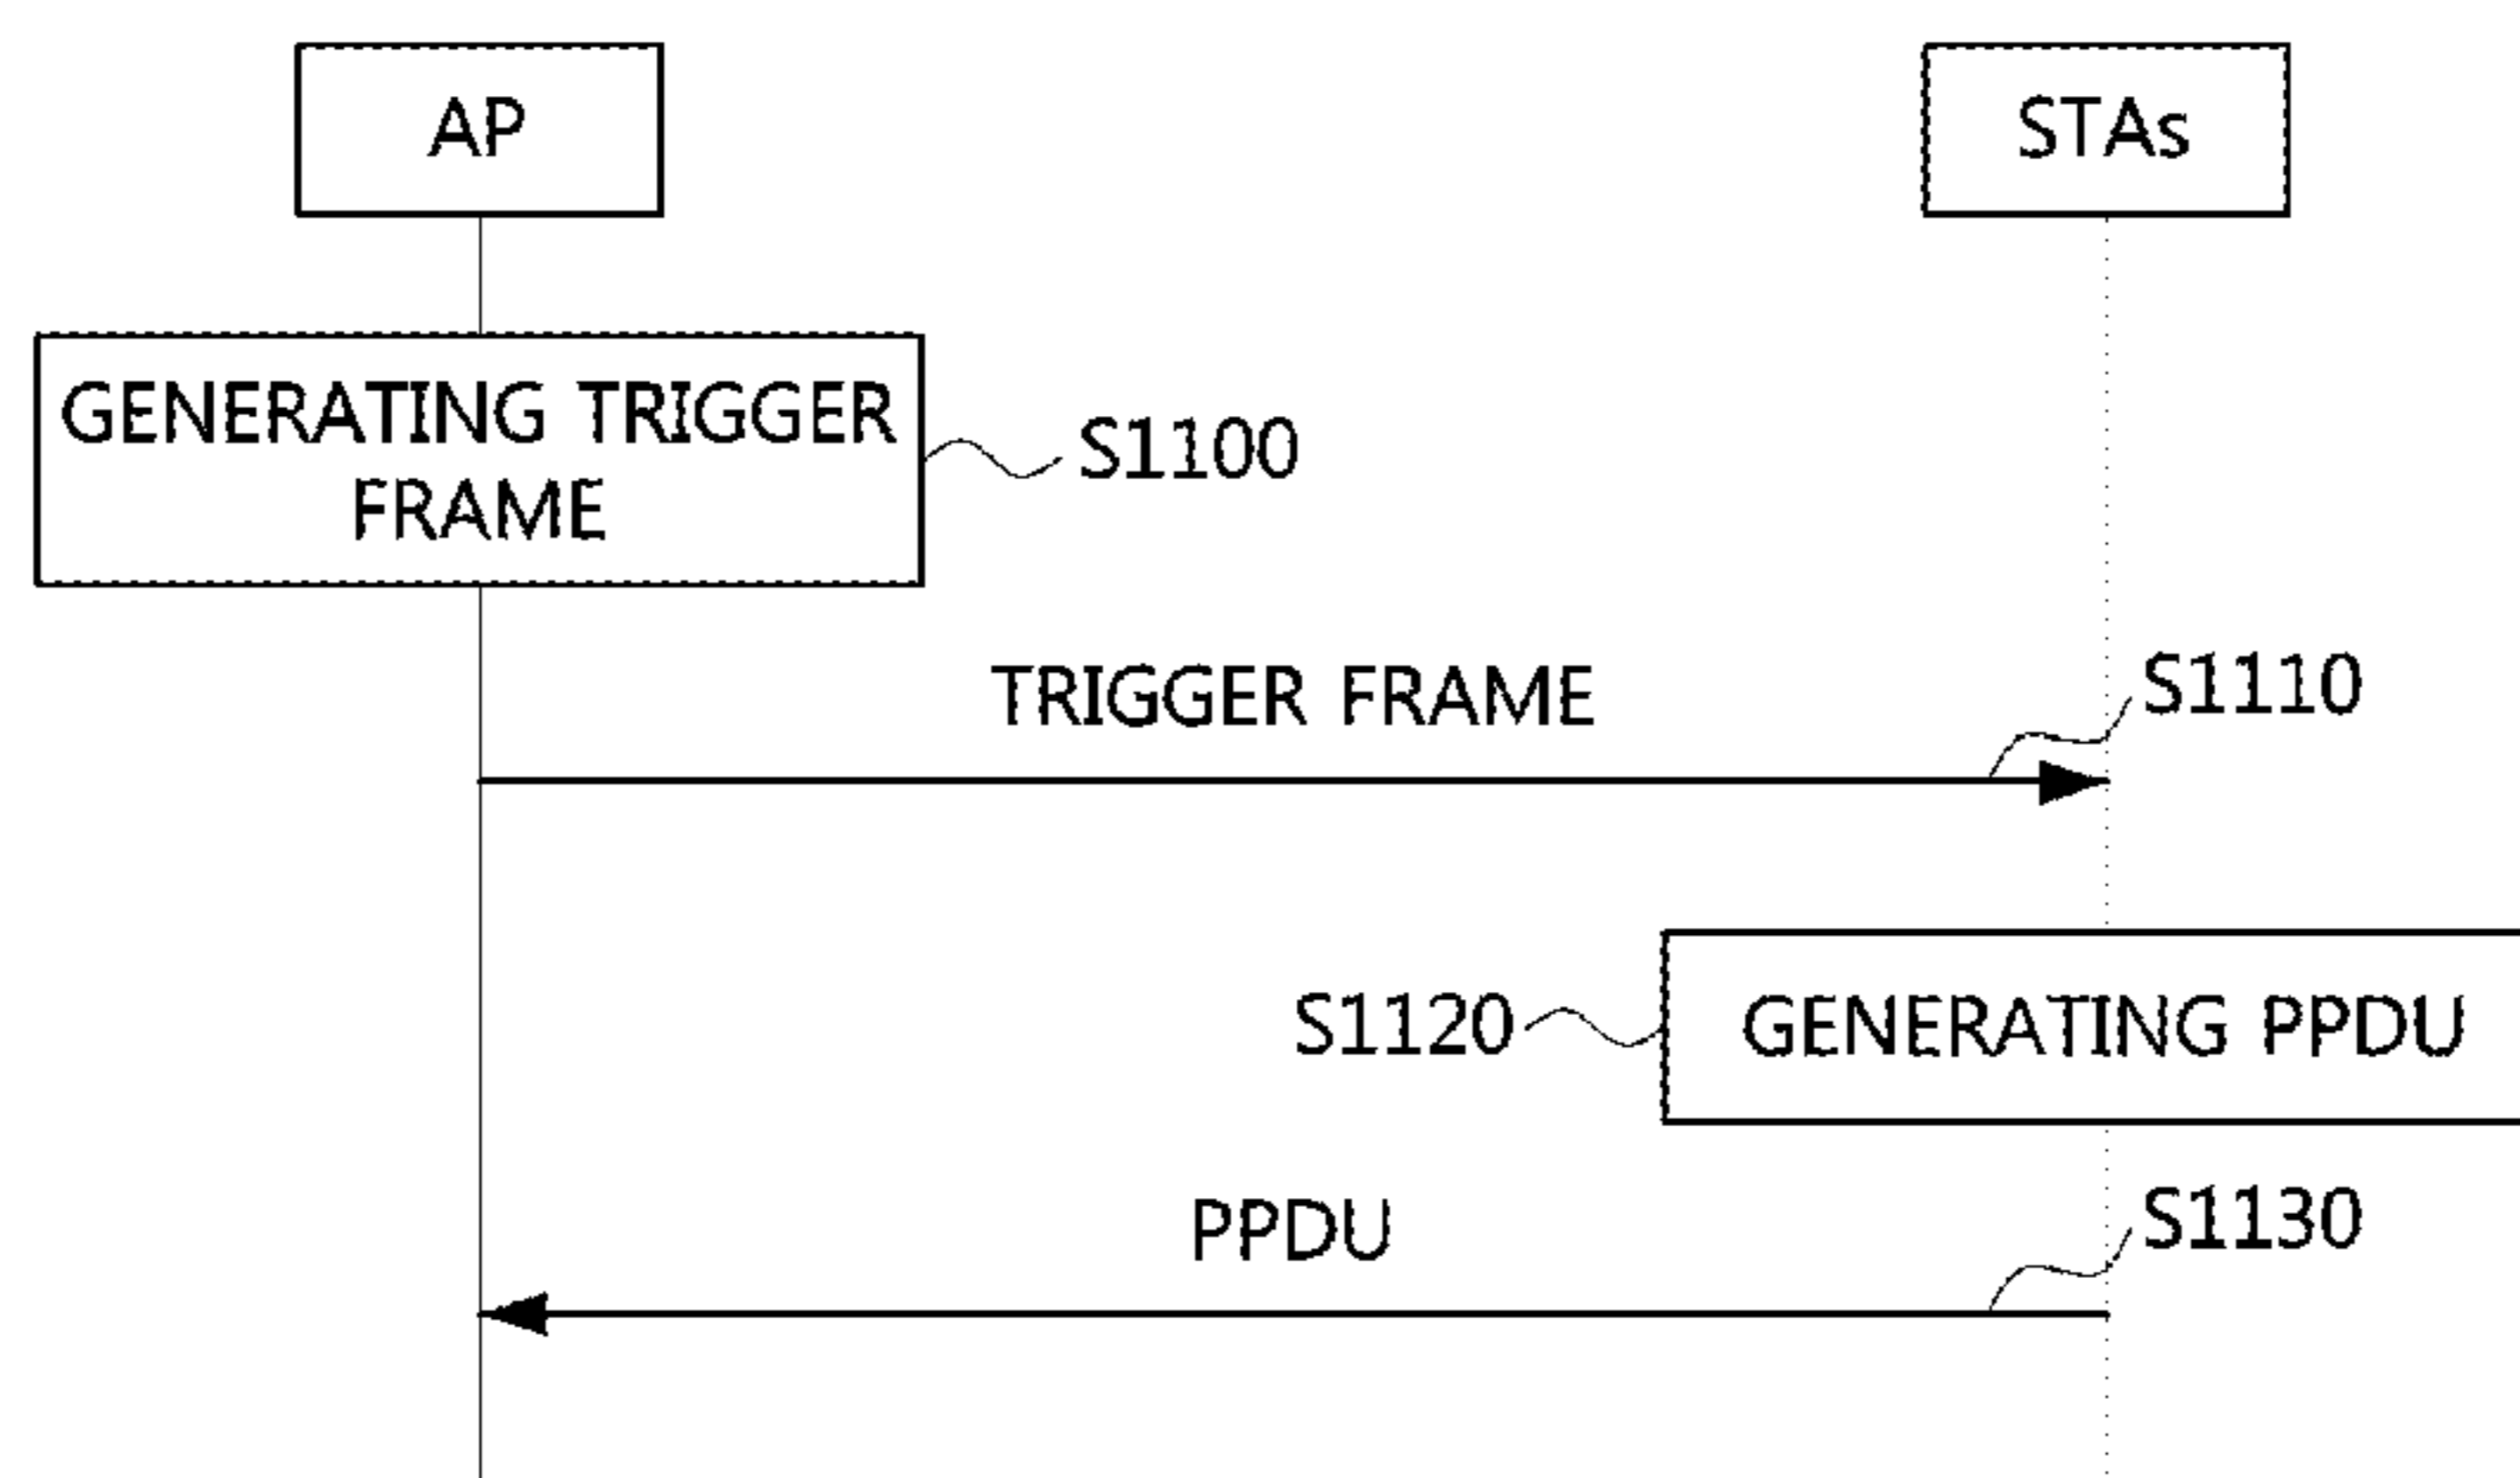 AP
STAs
GENERATING TRIGGER
FRAME
S1100
TRIGGER FRAME
S1110
S1120
GENERATING PPDU
PPDU
S1130